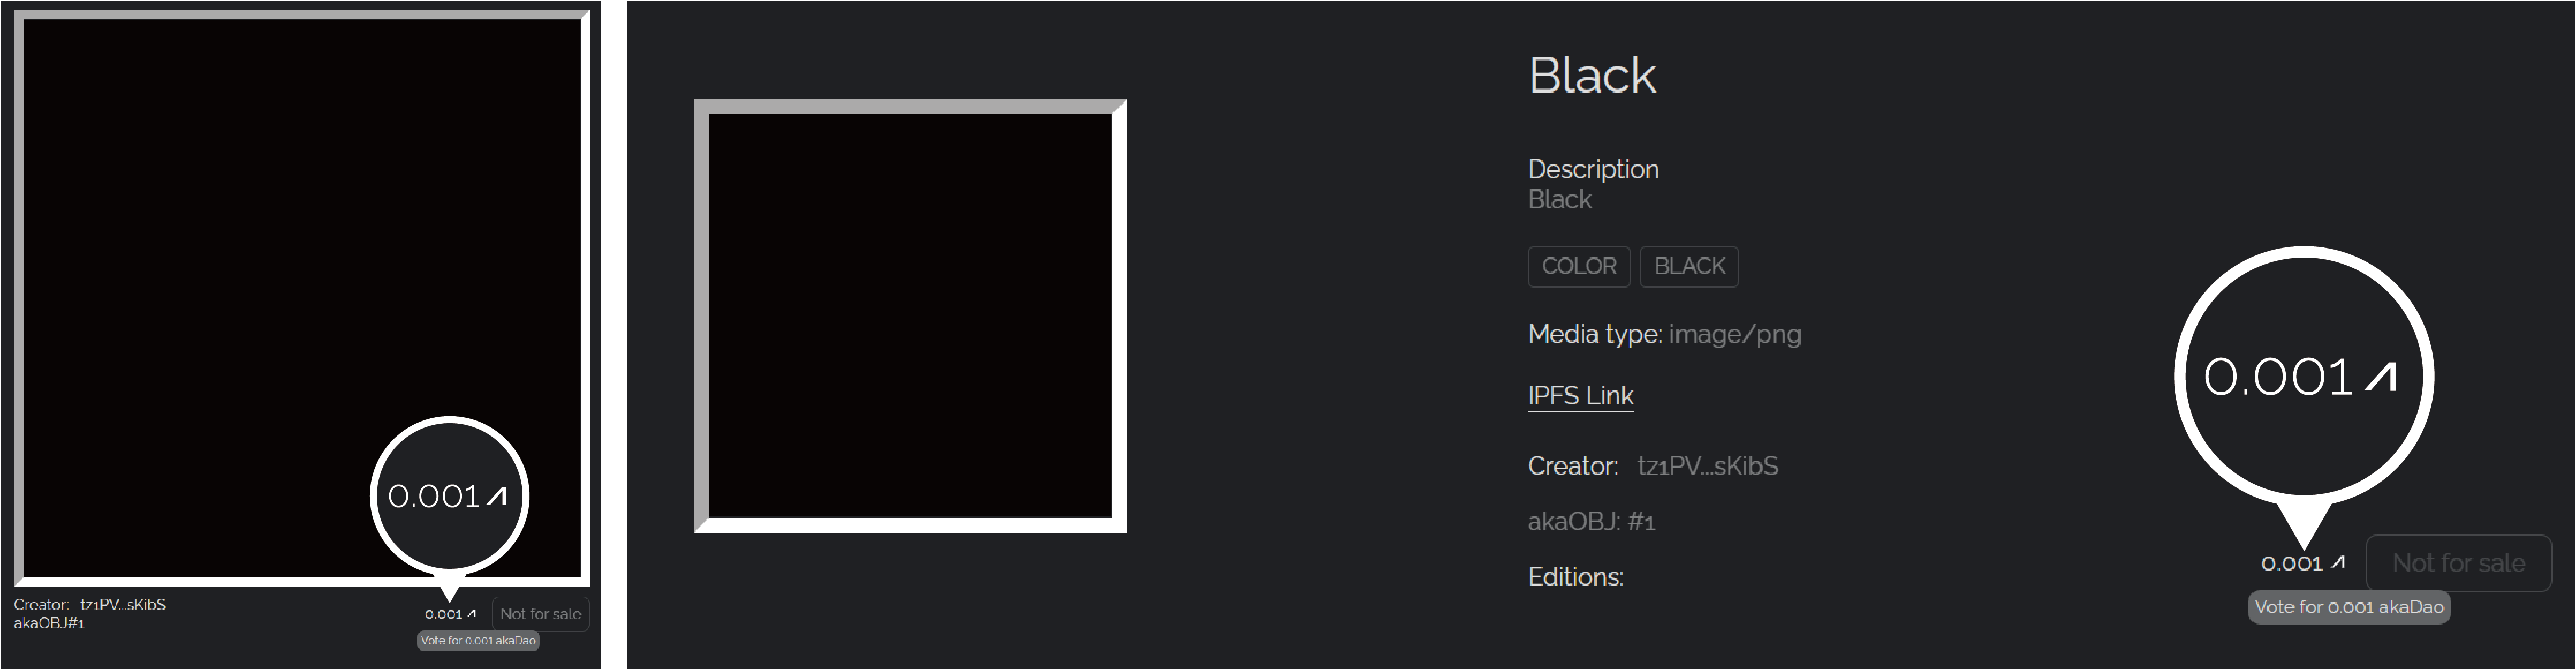 0.001
Creator: tz1PV...sKibS
akaOBJ#1
0.001
Not for sale
Vote for 0.001 akaDao
Black
Description
Black
COLOR BLACK
Media type: image/png
IPFS Link
Creator: tz1PV...sKibS
akaOBJ: #1
Editions:
0.001
0.001
Not for sale
Vote for 0.001 akaDao